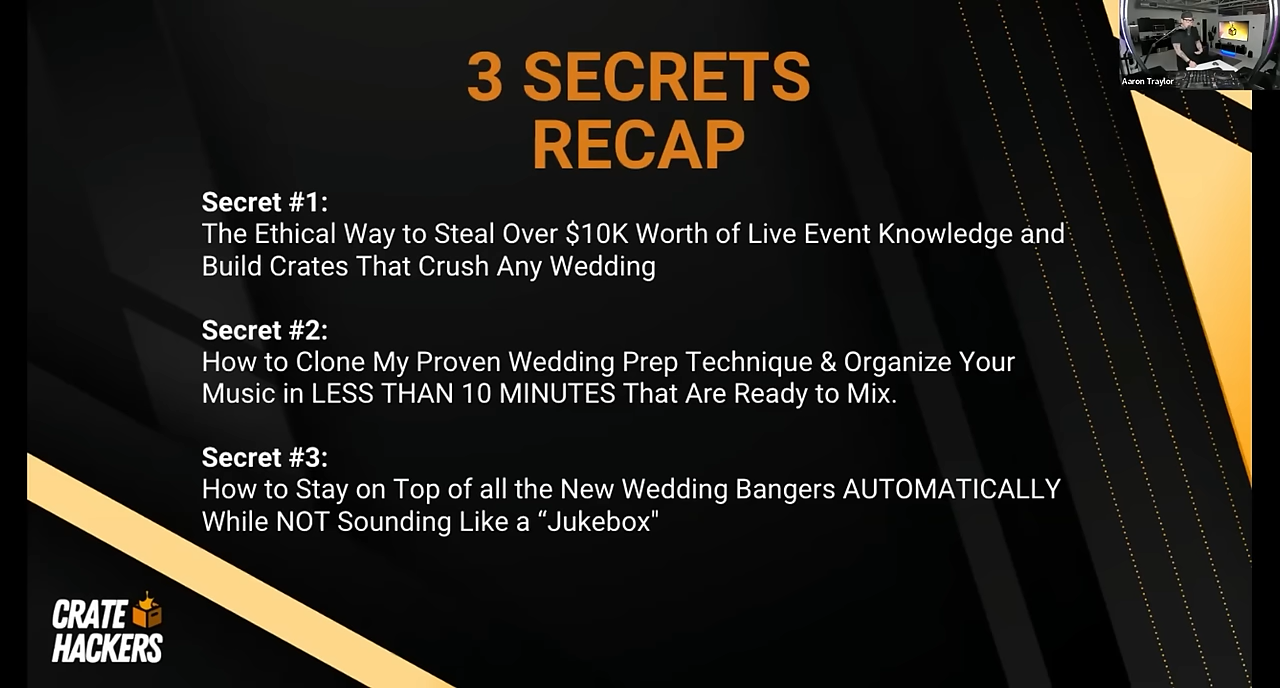 3 SECRETS
RECAP
Secret #1:
The Ethical Way to Steal Over $10K Worth of Live Event Knowledge and
Build Crates That Crush Any Wedding
Secret #2:
How to Clone My Proven Wedding Prep Technique & Organize Your
Music in LESS THAN 10 MINUTES That Are Ready to Mix.
Secret #3:
How to Stay on Top of all the New Wedding Bangers AUTOMATICALLY
While NOT Sounding Like a “Jukebox"
CRATE
HACKERS
Aaron Traylor